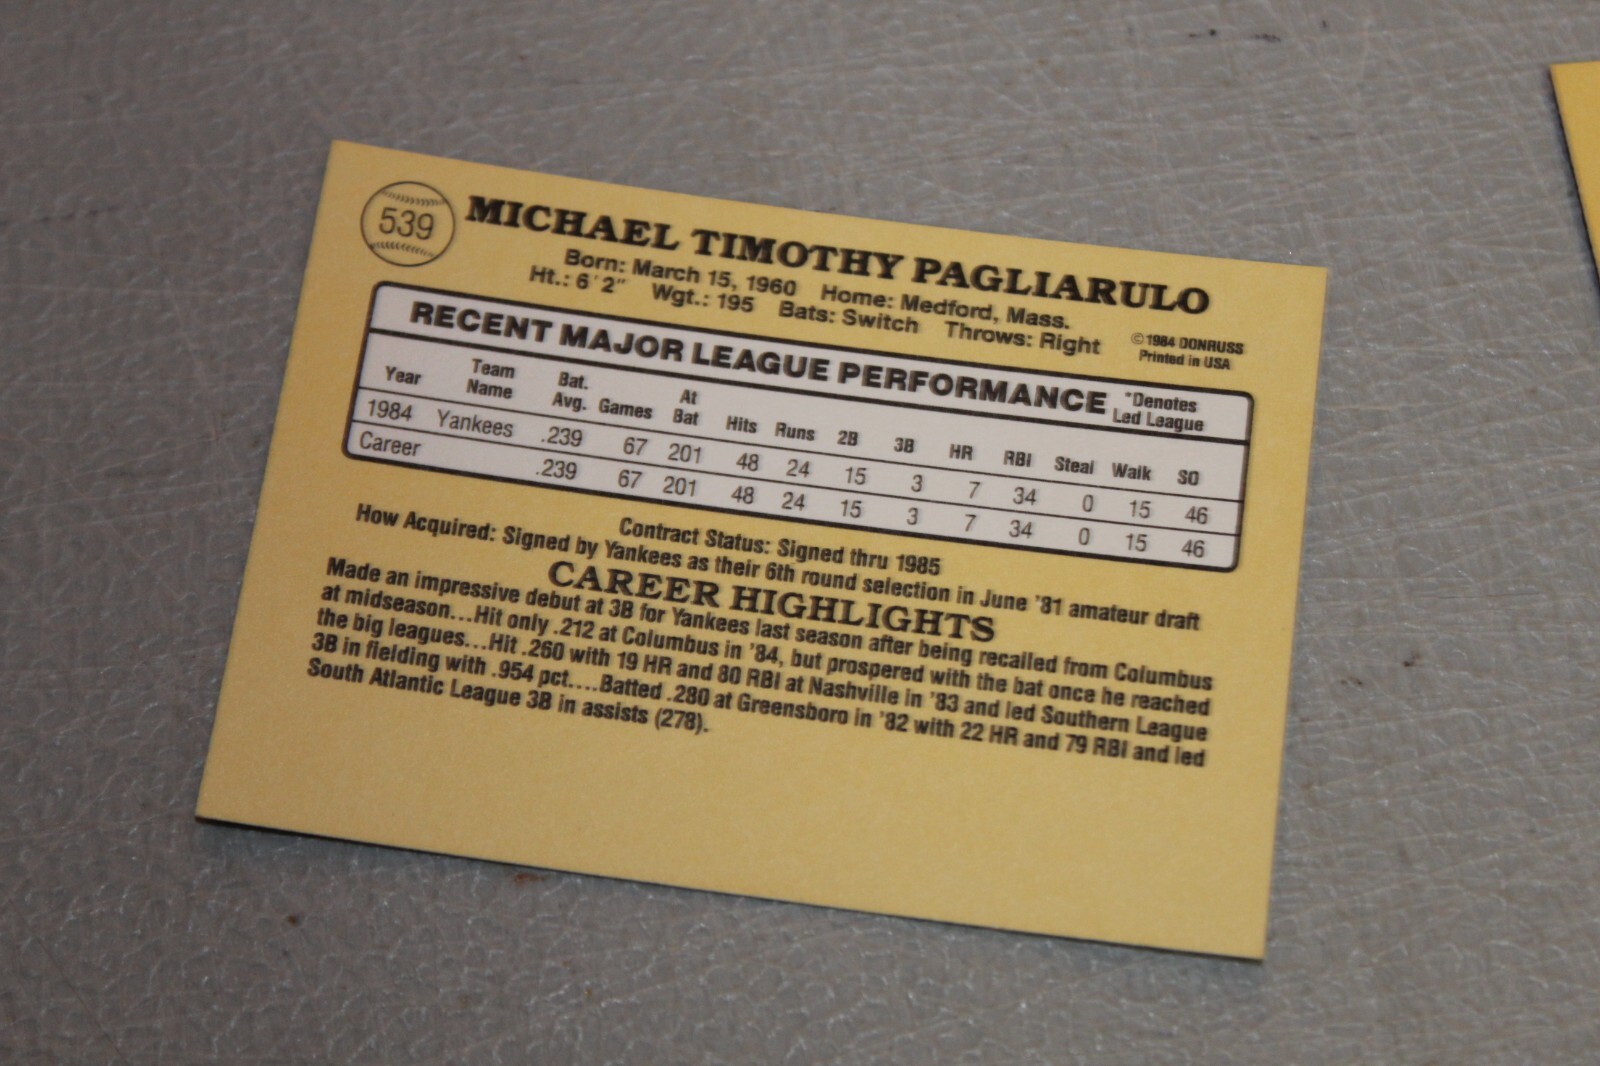 539
MICHAEL TIMOTHY PAGLIARULO
Born: March 15, 1960 Home: Medford, Mass.
Ht.: 6'2" Wgt.: 195 Bats: Switch Throws: Right
©1984 DONRUSS
Printed in USA
RECENT MAJOR LEAGUE PERFORMANCE
*Denotes
Led League
Year Team Name Bat. Avg. Games At Bat Hits Runs 2B 3B HR RBI Steal Walk SO
1984 Yankees .239 67 201 48 24 15 3 7 34 0 15 46
Career .239 67 201 48 24 15 3 7 34 0 15 46
Contract Status: Signed thru 1985
How Acquired: Signed by Yankees as their 6th round selection in June '81 amateur draft
CAREER HIGHLIGHTS
Made an impressive debut at 3B for Yankees last season after being recalled from Columbus
at midseason...Hit only .212 at Columbus in '84, but prospered with the bat once he reached
the big leagues...Hit .260 with 19 HR and 80 RBI at Nashville in '83 and led Southern League
3B in fielding with .954 pct....Batted .280 at Greensboro in '82 with 22 HR and 79 RBI and led
South Atlantic League 3B in assists (278).